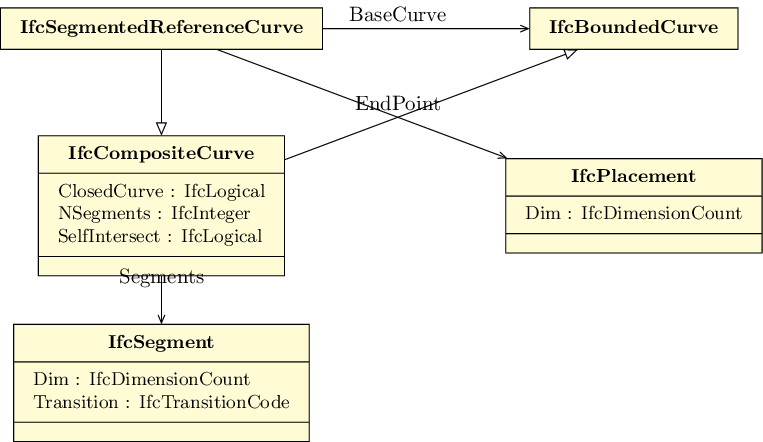 IfcSegmentedReferenceCurve
BaseCurve
IfcBoundedCurve
EndPoint
IfcCompositeCurve
ClosedCurve : IfcLogical
NSegments : IfcInteger
SelfIntersect : IfcLogical
IfcPlacement
Dim : IfcDimensionCount
Segments
IfcSegment
Dim : IfcDimensionCount
Transition : IfcTransitionCode